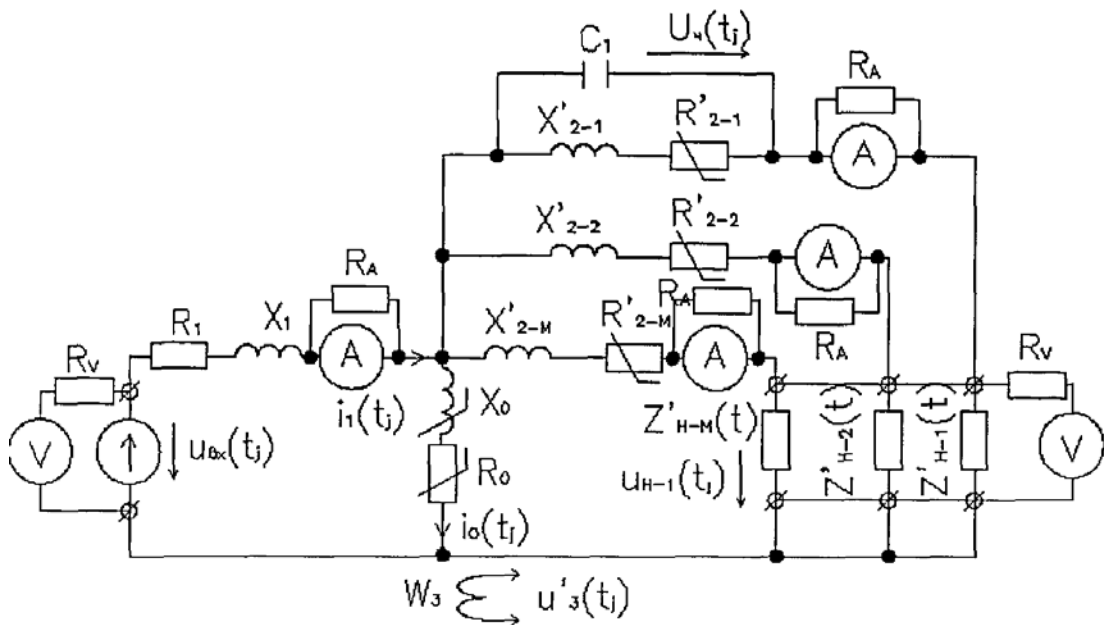 Uч(tj)
C1
RA
X'2-1
R'2-1
A
X'2-2
R'2-2
A
RA
RA
X1
R1
RV
A
X'2-М
R'2-М
RA
A
RV
i1(tj)
X0
Z'Н-М(t)
Z'Н-2(t)
Z'Н-1(t)
V
uВх(tj)
R0
uН-1(tj)
V
i0(tj)
W3
u'3(tj)